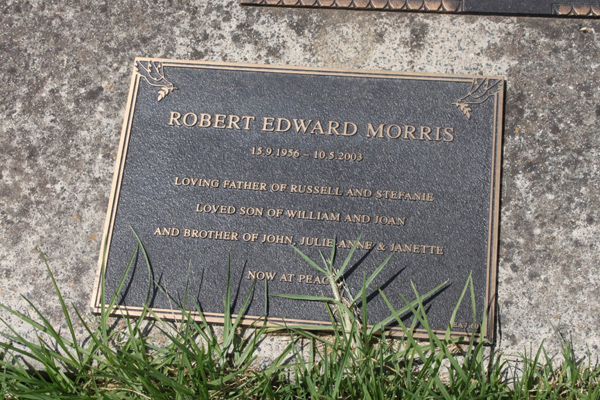 ROBERT EDWARD MORRIS
15.9.1956 – 10.5.2003
LOVING FATHER OF RUSSELL AND STEFANIE
LOVED SON OF WILLIAM AND JOAN
AND BROTHER OF JOHN, JULIE-ANNE & JANETTE
NOW AT PEACE